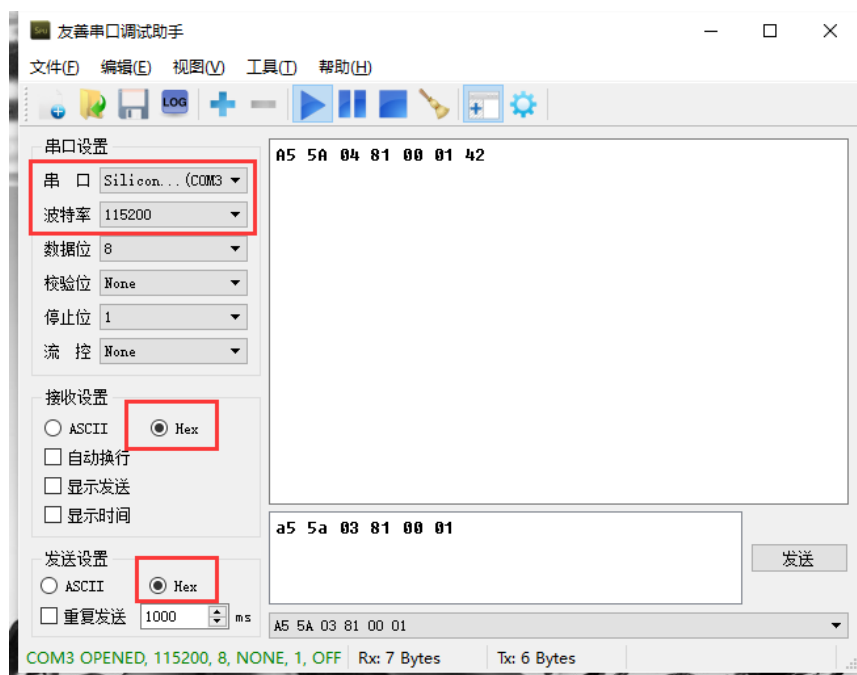 友善串口调试助手
文件(F) 编辑(E) 视图(V) 工具(T) 帮助(H)
LOG
串口设置
串 口 Silicon...(COM3
波特率 115200
数据位 8
校验位 None
停止位 1
流 控 None
接收设置
ASCII Hex
自动换行
显示发送
显示时间
发送设置
ASCII Hex
重复发送 1000 ms
A5 5A 04 81 00 01 42
a5 5a 03 81 00 01
发送
A5 5A 03 81 00 01
COM3 OPENED, 115200, 8, NONE, 1, OFF Rx: 7 Bytes Tx: 6 Bytes